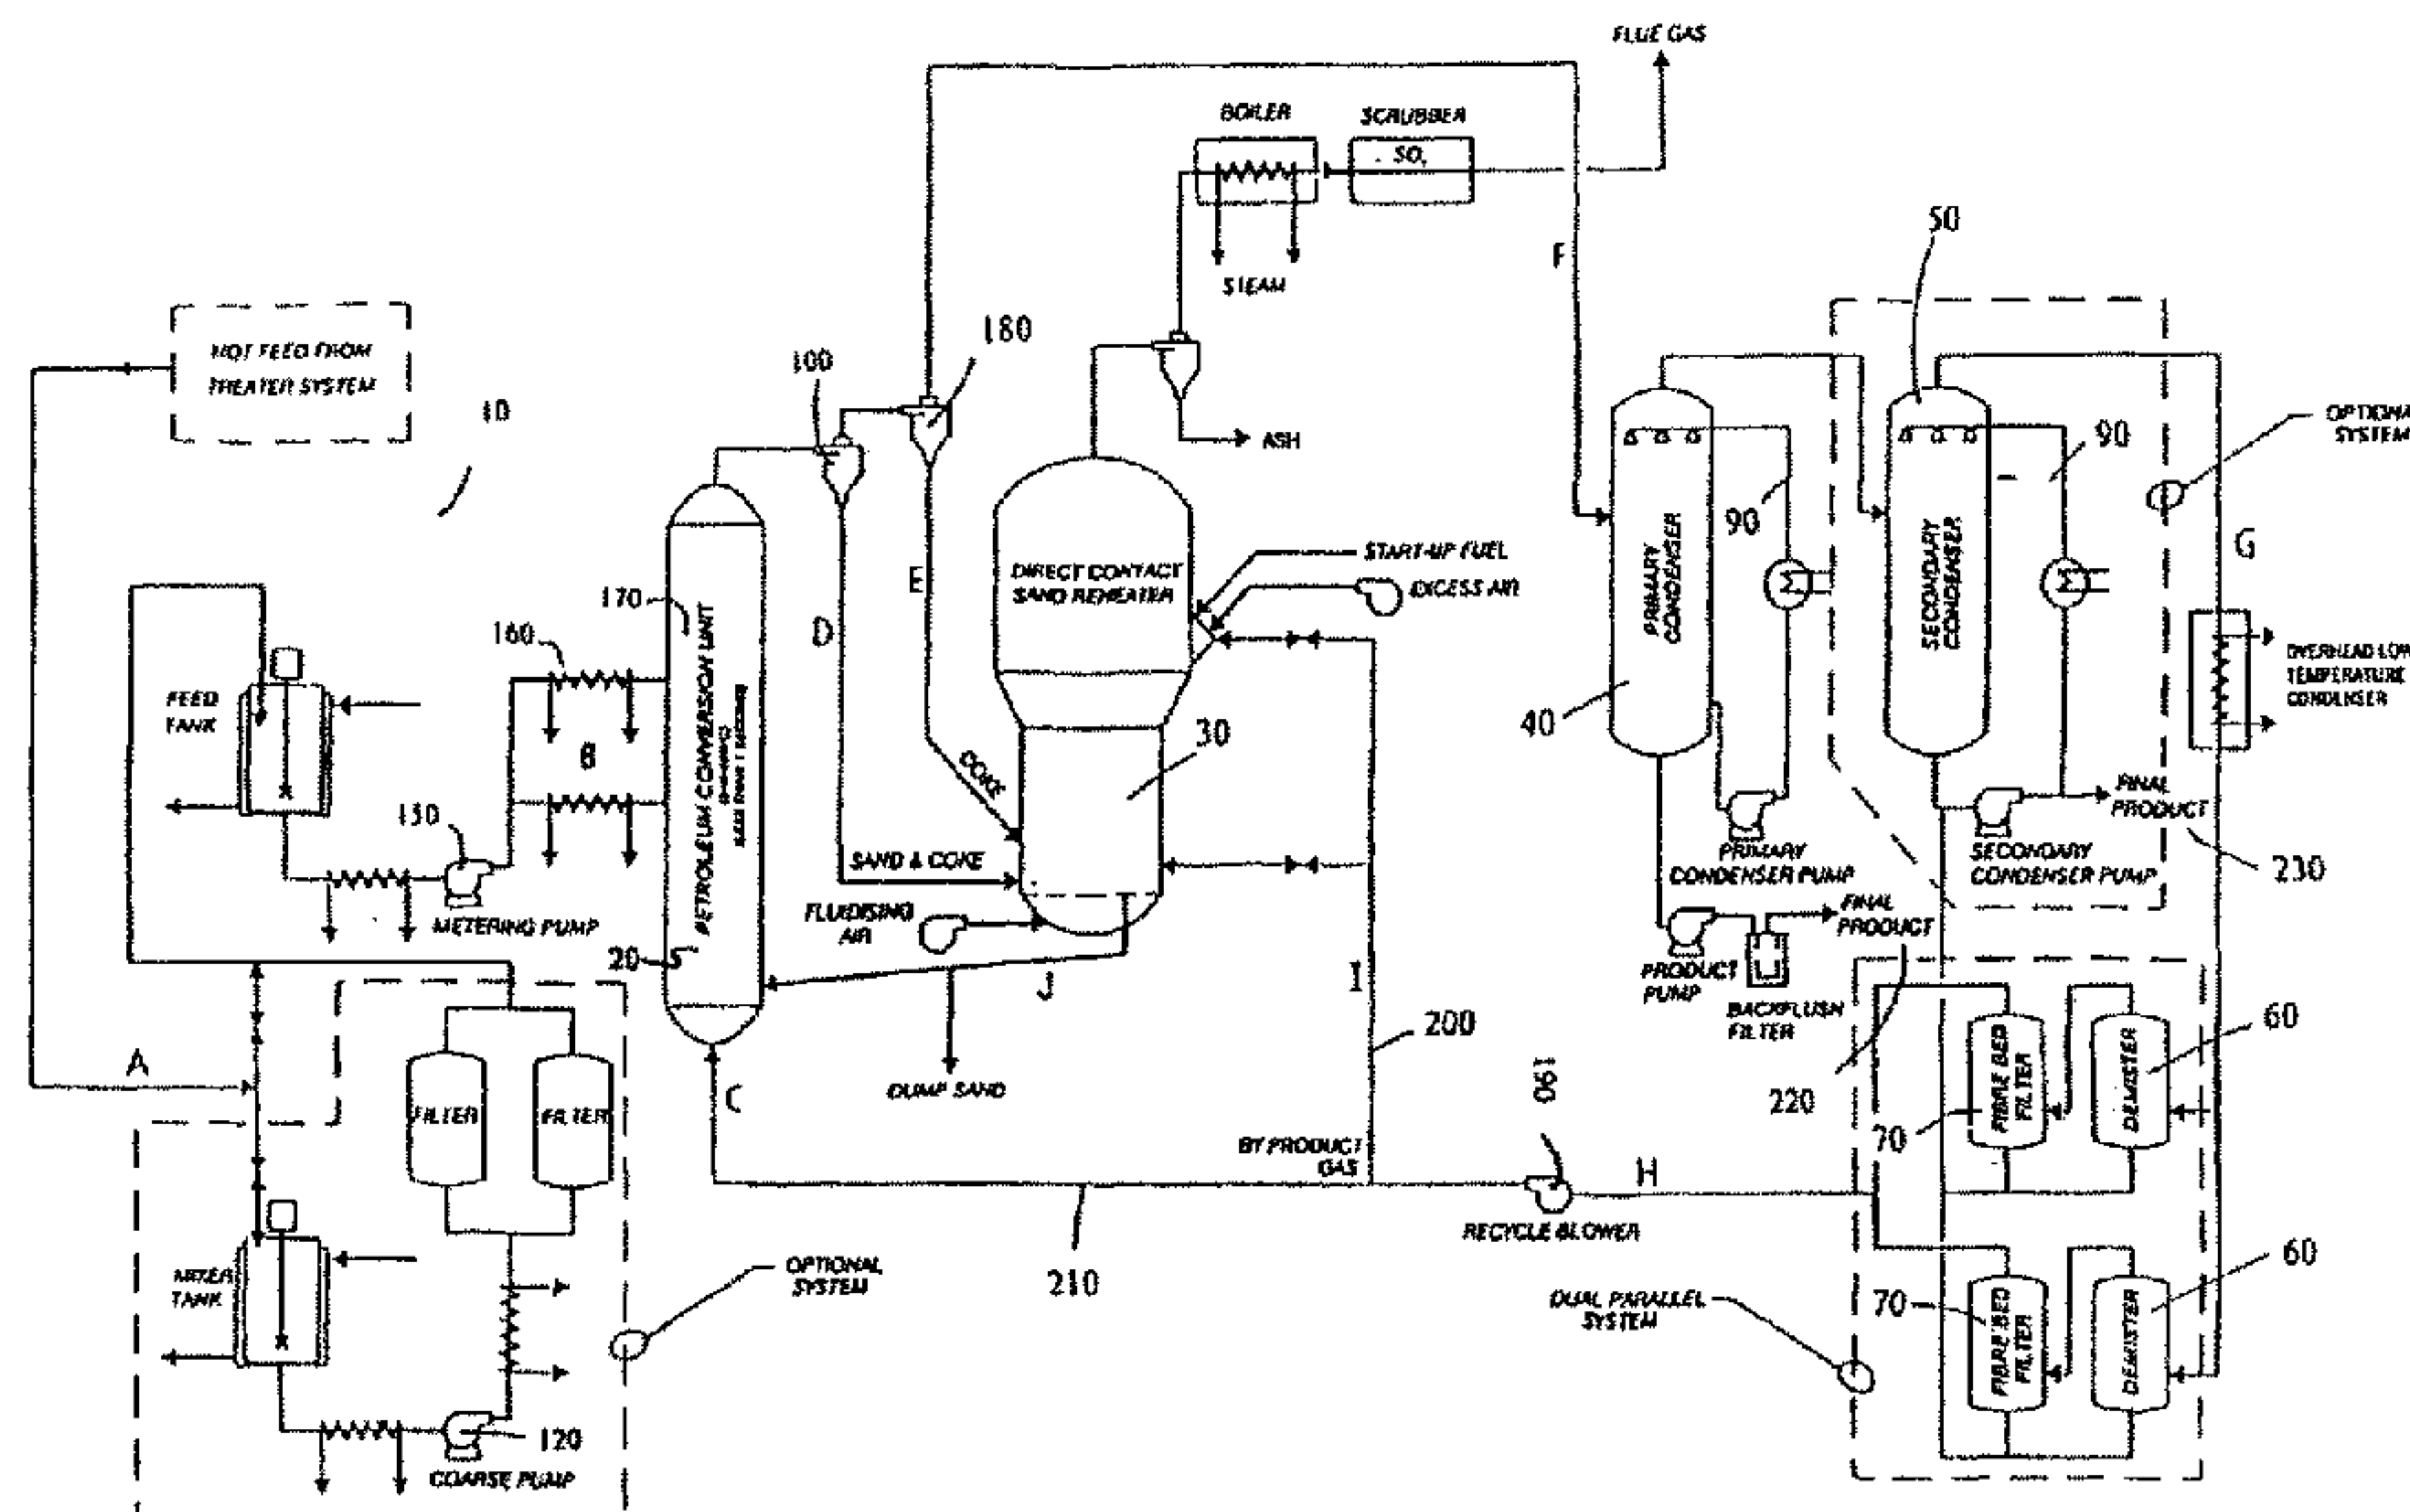 FLUE GAS
BOILER
SCRUBBER
SO,
STEAM
50
F
HOT FEED FROM
TREATER SYSTEM
10
100
180
ASH
OPTIONAL
SYSTEM
90
90
G
START-UP FUEL
EXCESS AIR
DIRECT CONTACT
SAND REHEATER
PRIMARY
CONDENSER
SECONDARY
CONDENSER
170
160
E
D
B
FEED
TANK
PETROLEUM CONVERSION UNIT
40
30
OVERHEAD LOW
TEMPERATURE
CONDENSER
150
METERING PUMP
COKE
SAND & COKE
FLUIDISING
AIR
20
J
I
DUMP SAND
PRIMARY
CONDENSER PUMP
SECONDARY
CONDENSER PUMP
FINAL
PRODUCT
230
FINAL
PRODUCT
PRODUCT
PUMP
BACKFLUSH
FILTER
200
190
220
A
C
FILTER
FILTER
FIBRE BED
FILTER
DEMISTER
60
70
BY PRODUCT
GAS
H
RECYCLE BLOWER
210
OPTIONAL
SYSTEM
DUAL PARALLEL
SYSTEM
MIXER
TANK
120
COARSE PUMP
FIBRE BED
FILTER
DEMISTER
60
70